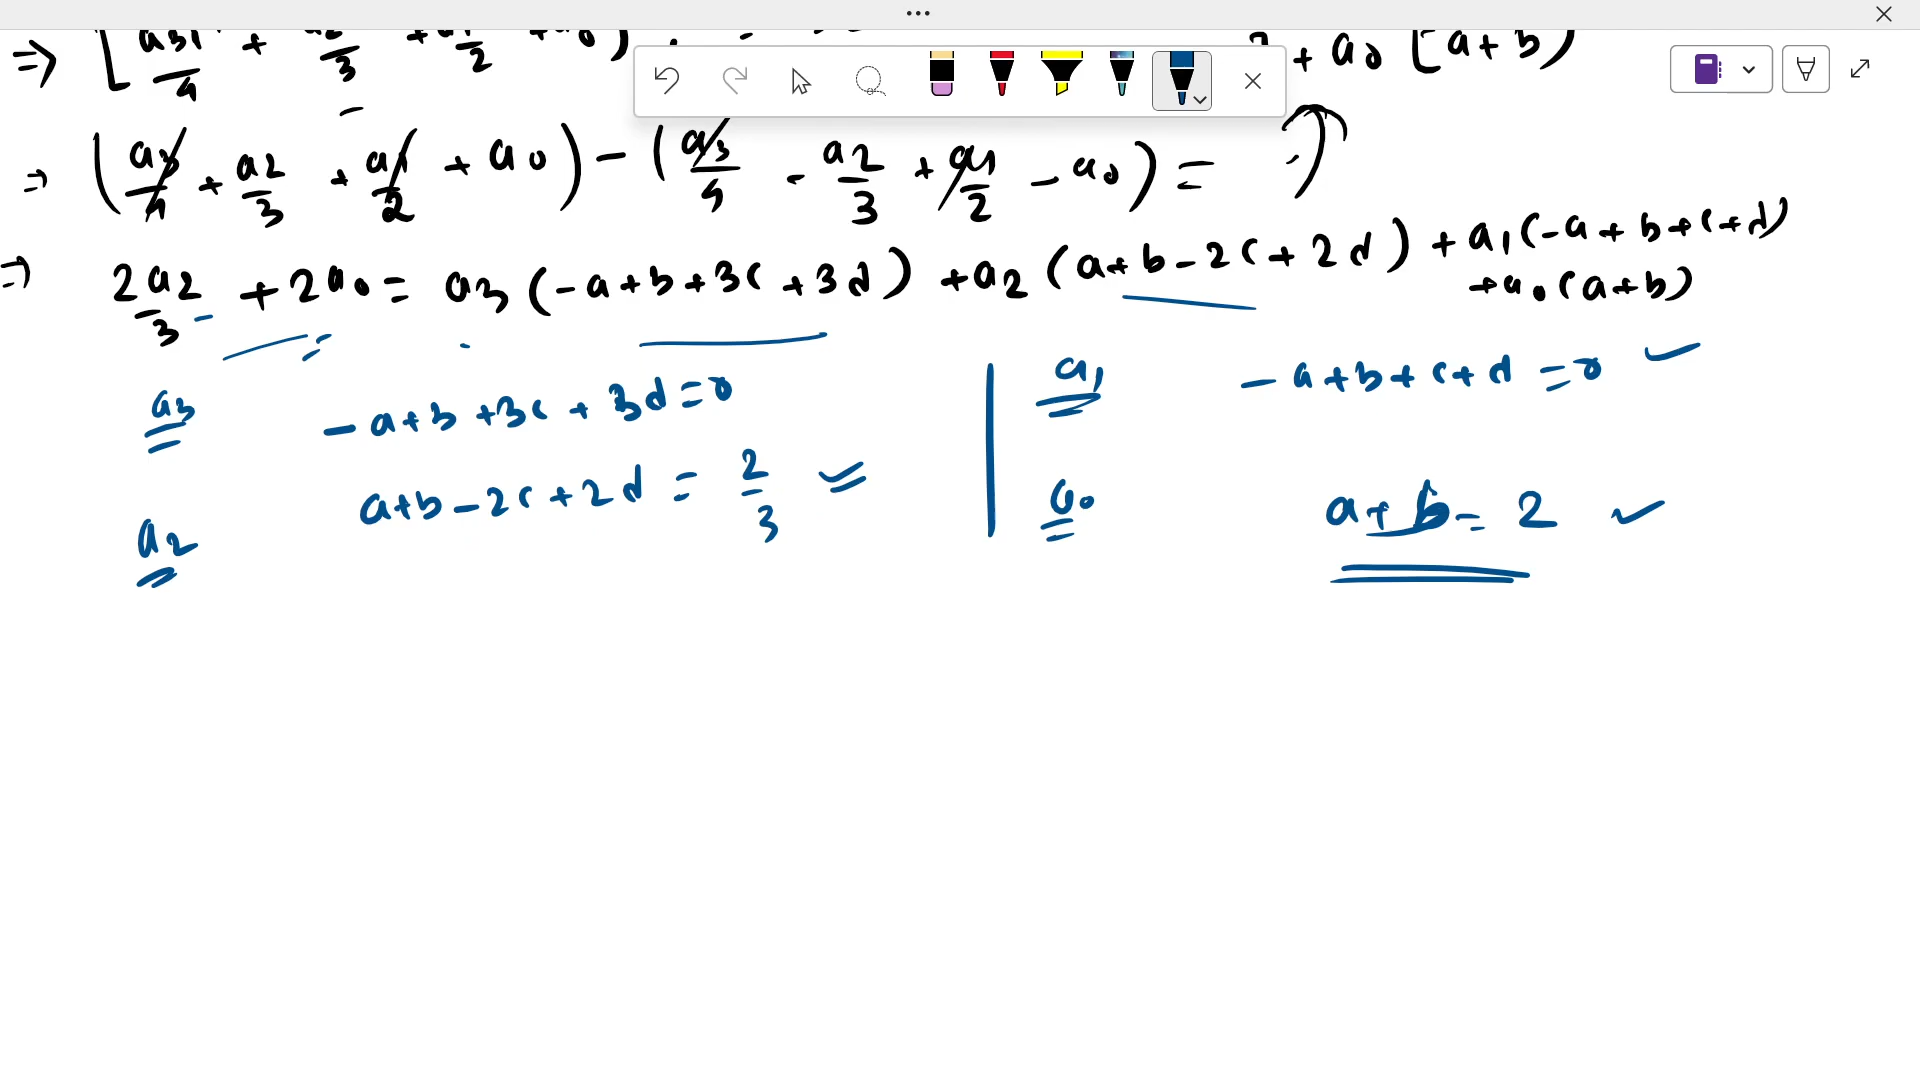 + a0 [a+b)
⇒ (a3/4 + a2/3 + a1/2 + a0) - (a3/4 - a2/3 + a1/2 - a0) =
⇒ 2a2/3 + 2a0 = a3(-a+b+3c+3d) + a2(a+b-2c+2d) + a1(-a+b+c+d)
+a0(a+b)
a3 -a+b+3c+3d=0
a1 -a+b+c+d=0
a2 a+b-2c+2d = 2/3
a0 a+b=2